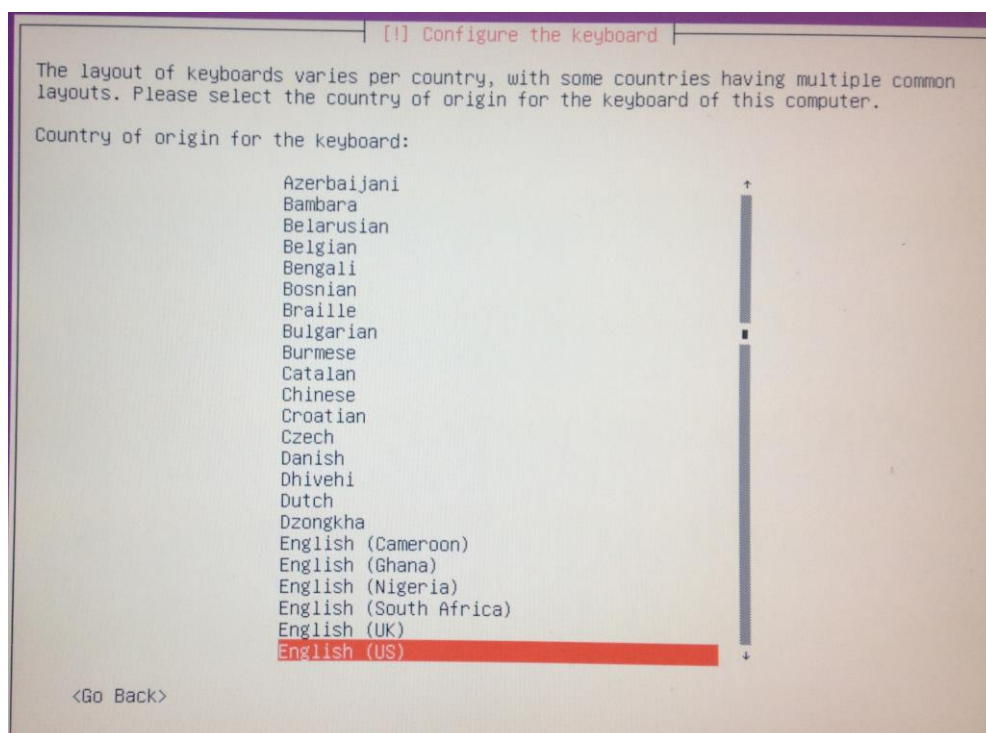 [!] Configure the keyboard
The layout of keyboards varies per country, with some countries having multiple common
layouts. Please select the country of origin for the keyboard of this computer.
Country of origin for the keyboard:
Azerbaijani
Bambara
Belarusian
Belgian
Bengali
Bosnian
Braille
Bulgarian
Burmese
Catalan
Chinese
Croatian
Czech
Danish
Dhivehi
Dutch
Dzongkha
English (Cameroon)
English (Ghana)
English (Nigeria)
English (South Africa)
English (UK)
English (US)
<Go Back>